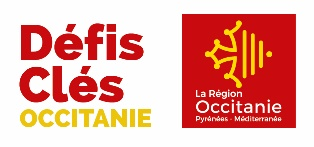 Défis
Clés
OCCITANIE
La Région
Occitanie
Pyrénées - Méditerranée